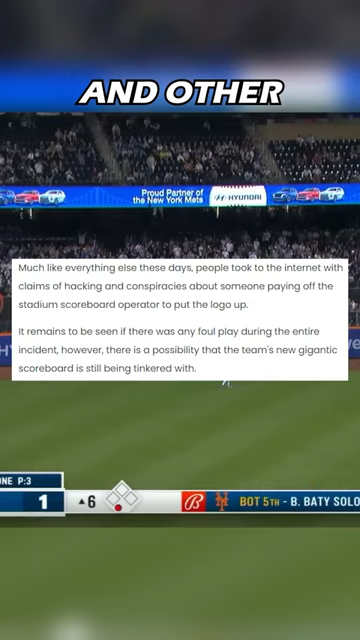 AND OTHER
Proud Partner of
the New York Mets
HYUNDAI
Much like everything else these days, people took to the internet with
claims of hacking and conspiracies about someone paying off the
stadium scoreboard operator to put the logo up.
It remains to be seen if there was any foul play during the entire
incident, however, there is a possibility that the team's new gigantic
scoreboard is still being tinkered with.
ONE P:3
1 ▲6 B BOT 5TH - B. BATY SOLO